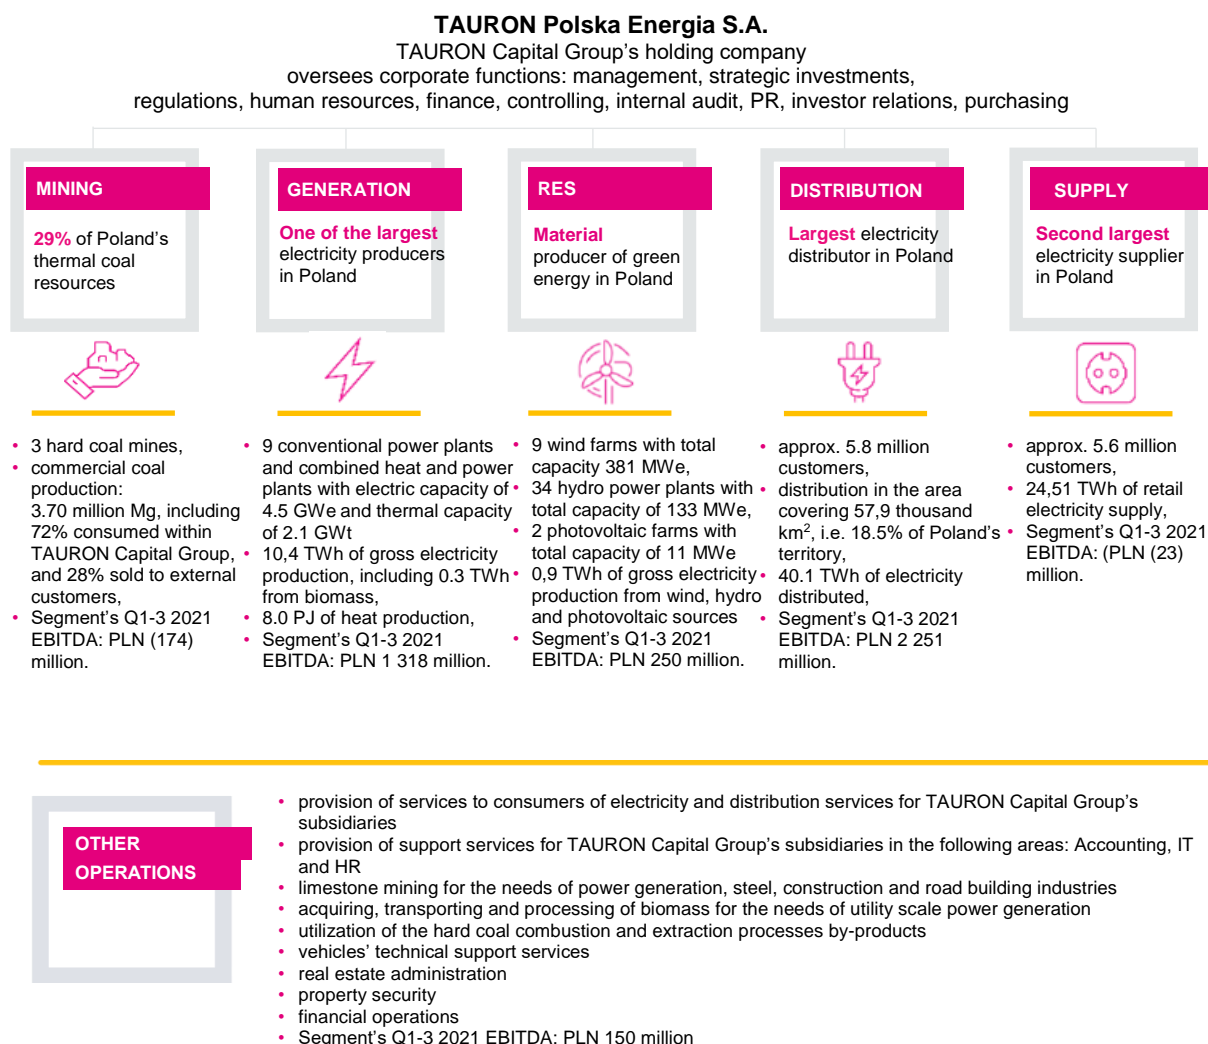 TAURON Polska Energia S.A.
TAURON Capital Group's holding company
oversees corporate functions: management, strategic investments,
regulations, human resources, finance, controlling, internal audit, PR, investor relations, purchasing
MINING
29% of Poland's
thermal coal
resources
• 3 hard coal mines,
• commercial coal
production:
3.70 million Mg, including
72% consumed within
TAURON Capital Group,
and 28% sold to external
customers,
• Segment's Q1-3 2021
EBITDA: PLN (174)
million.
GENERATION
One of the largest
electricity producers
in Poland
• 9 conventional power plants
and combined heat and power
plants with electric capacity of
4.5 GWe and thermal capacity
of 2.1 GWt
• 10,4 TWh of gross electricity
production, including 0.3 TWh
from biomass,
• 8.0 PJ of heat production,
• Segment's Q1-3 2021
EBITDA: PLN 1 318 million.
RES
Material
producer of green
energy in Poland
• 9 wind farms with total
capacity 381 MWe,
• 34 hydro power plants with
total capacity of 133 MWe,
• 2 photovoltaic farms with
total capacity of 11 MWe
• 0,9 TWh of gross electricity
production from wind, hydro
and photovoltaic sources
• Segment's Q1-3 2021
EBITDA: PLN 250 million.
DISTRIBUTION
Largest electricity
distributor in Poland
• approx. 5.8 million
customers,
• distribution in the area
covering 57,9 thousand
km², i.e. 18.5% of Poland's
territory,
• 40.1 TWh of electricity
distributed,
• Segment's Q1-3 2021
EBITDA: PLN 2 251
million.
SUPPLY
Second largest
electricity supplier
in Poland
• approx. 5.6 million
customers,
• 24,51 TWh of retail
electricity supply,
• Segment's Q1-3 2021
EBITDA: (PLN (23)
million.
OTHER
OPERATIONS
• provision of services to consumers of electricity and distribution services for TAURON Capital Group's
subsidiaries
• provision of support services for TAURON Capital Group's subsidiaries in the following areas: Accounting, IT
and HR
• limestone mining for the needs of power generation, steel, construction and road building industries
• acquiring, transporting and processing of biomass for the needs of utility scale power generation
• utilization of the hard coal combustion and extraction processes by-products
• vehicles' technical support services
• real estate administration
• property security
• financial operations
• Segment's Q1-3 2021 EBITDA: PLN 150 million